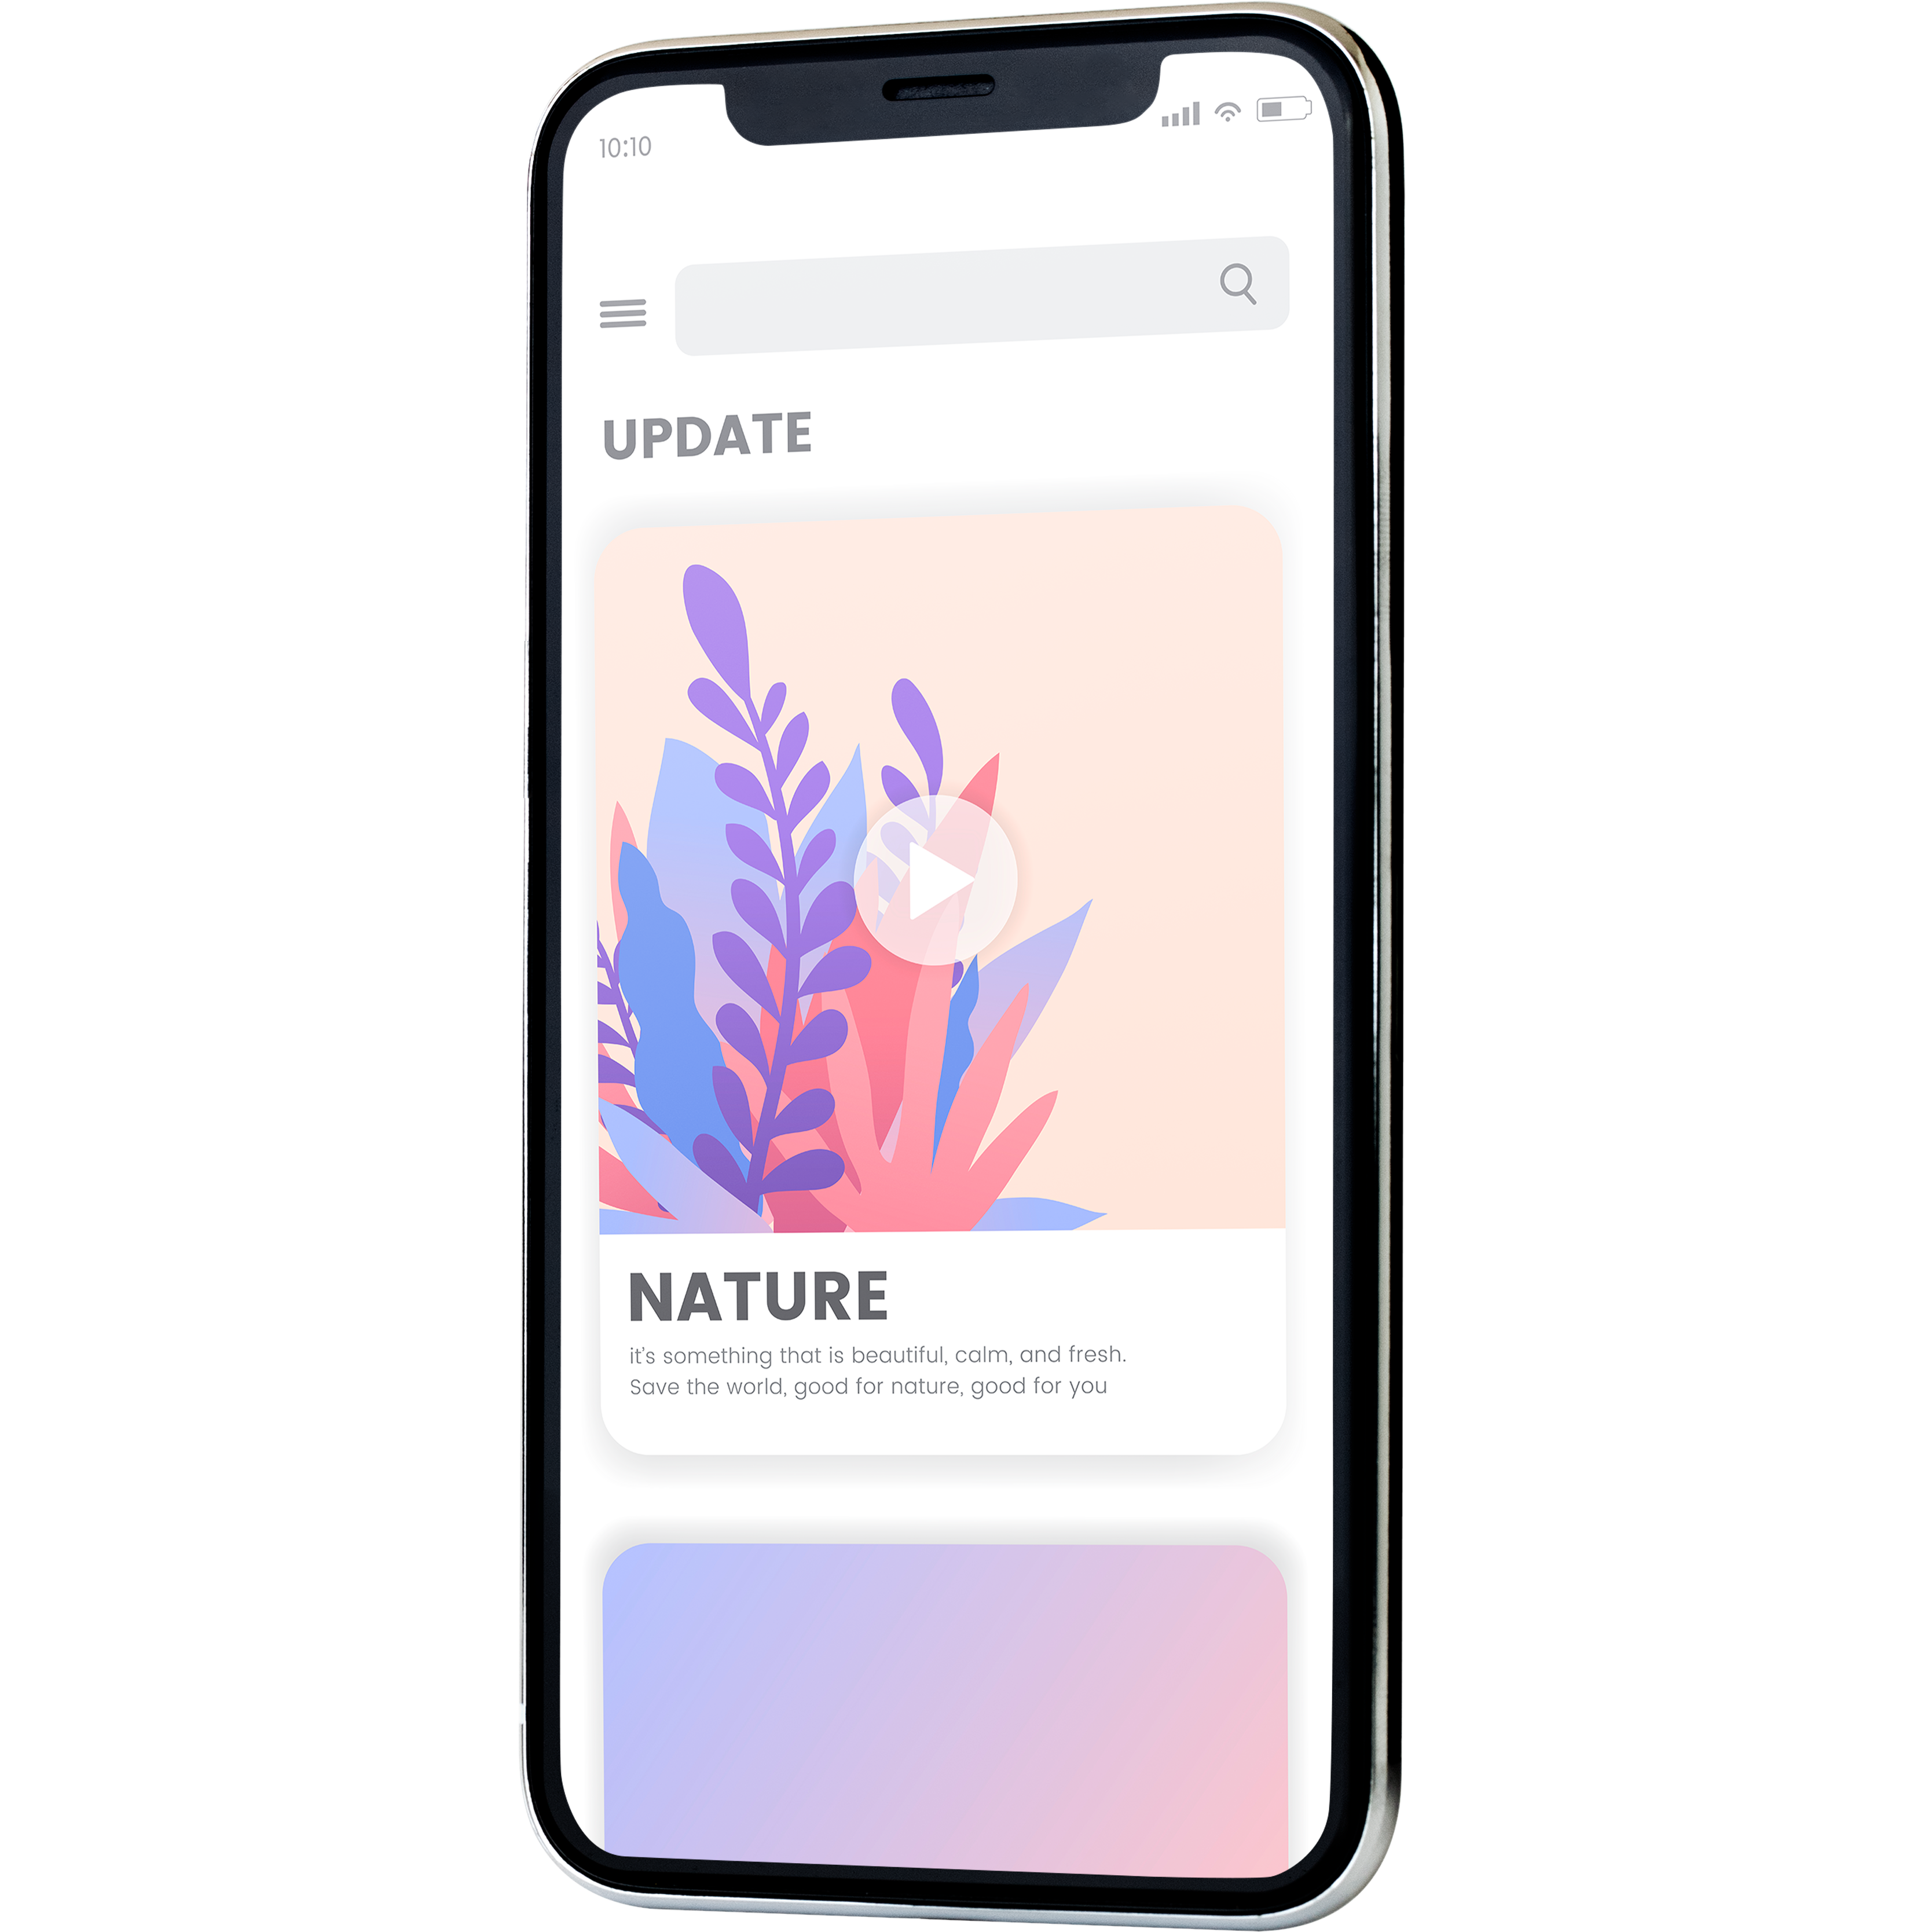 10:10
UPDATE
NATURE
it's something that is beautiful, calm, and fresh.
Save the world, good for nature, good for you